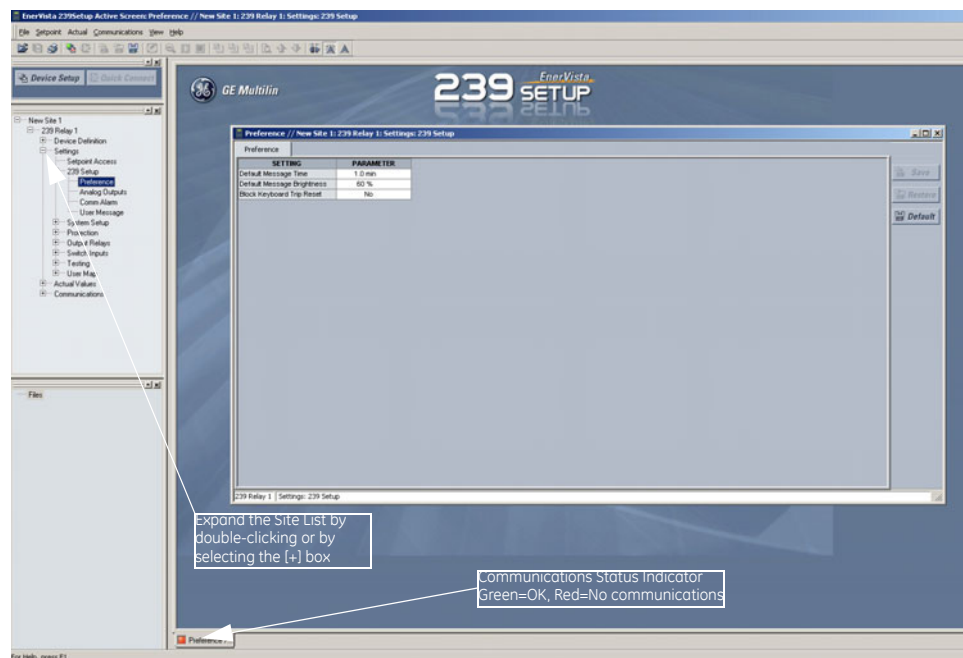 EnerVista 239Setup Active Screen: Preference // New Site 1: 239 Relay 1: Settings: 239 Setup
File Setpoint Actual Communications View Help
Device Setup Quick Connect
New Site 1
239 Relay 1
Device Definition
Settings
Setpoint Access
239 Setup
Preference
Analog Outputs
Comm Alarm
User Message
System Setup
Protection
Output Relays
Switch Inputs
Testing
User Map
Actual Values
Communications
Files
GE Multilin
239 EnerVista SETUP
Preference // New Site 1: 239 Relay 1: Settings: 239 Setup
Preference
SETTING PARAMETER
Default Message Time 1.0 min
Default Message Brightness 60 %
Block Keyboard Trip Reset No
Save
Restore
Default
239 Relay 1 Settings: 239 Setup
Expand the Site List by
double-clicking or by
selecting the [+] box
Communications Status Indicator
Green=OK, Red=No communications
Preference /
For Help, press F1